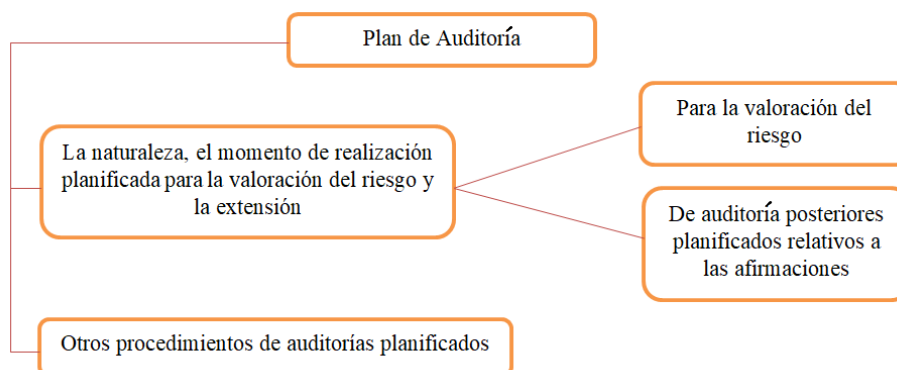 Plan de Auditoría
La naturaleza, el momento de realización
planificada para la valoración del riesgo y
la extensión
Para la valoración del
riesgo
De auditoría posteriores
planificados relativos a
las afirmaciones
Otros procedimientos de auditorías planificados